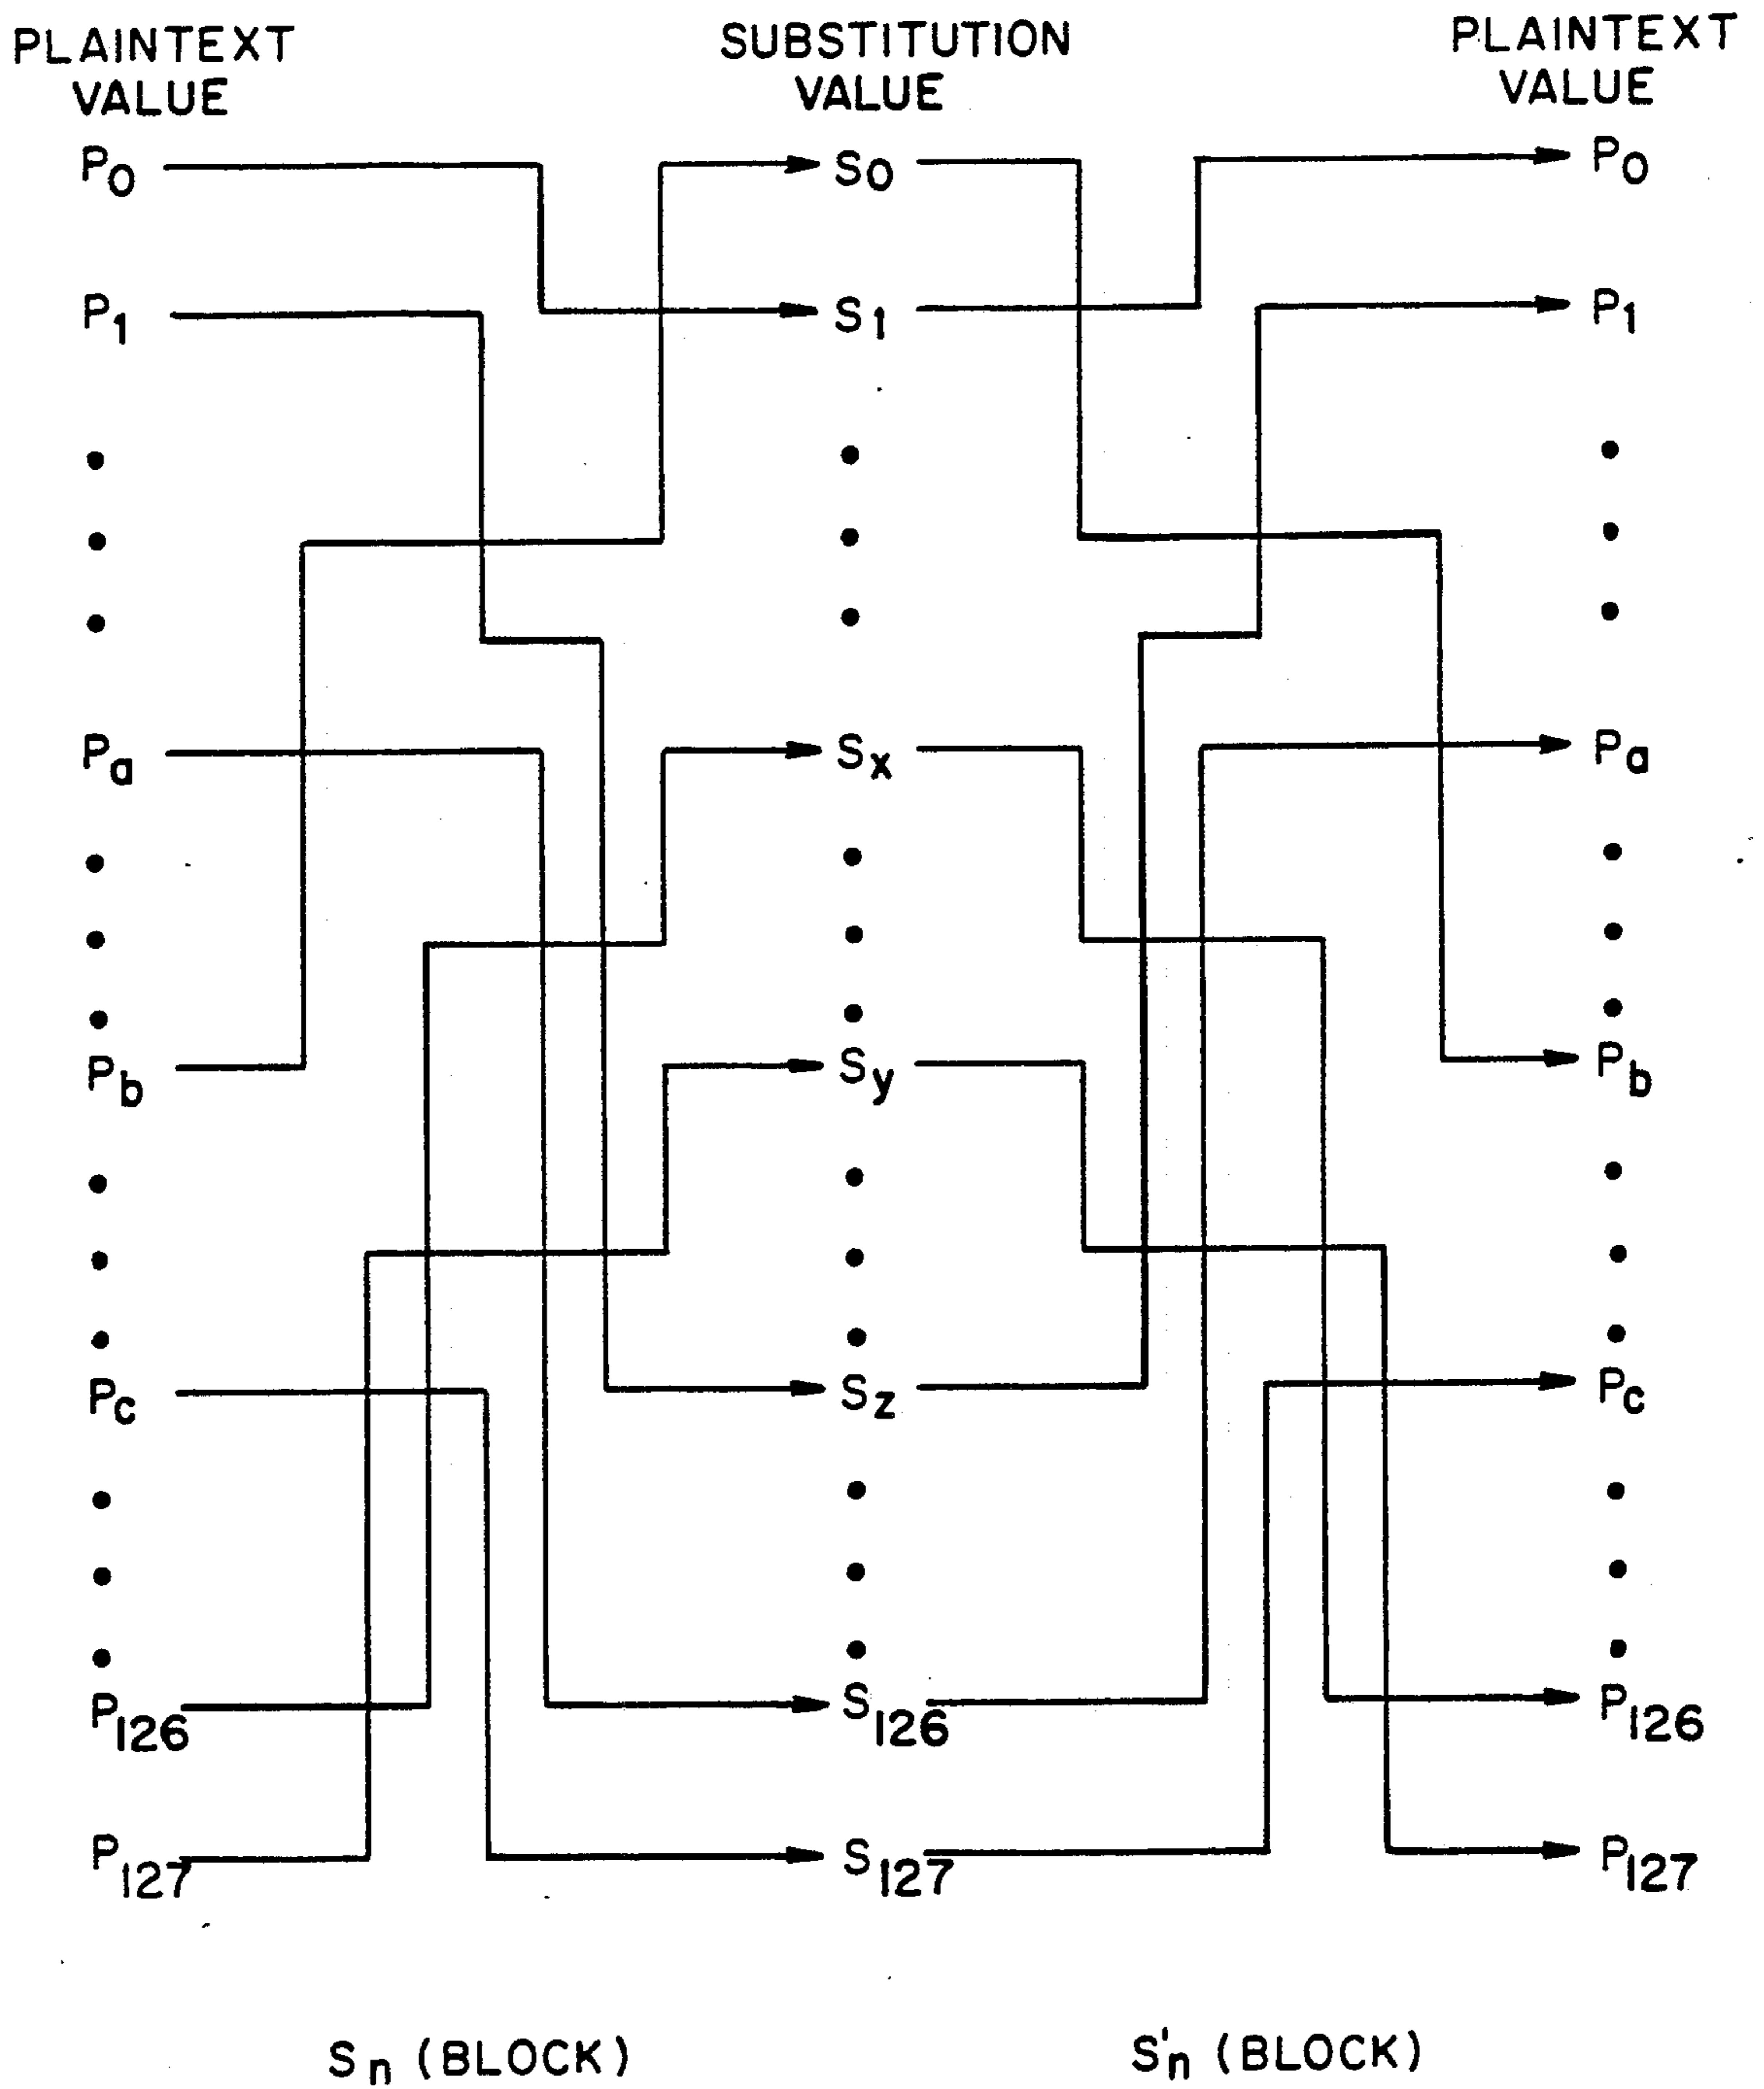 PLAINTEXT VALUE
SUBSTITUTION VALUE
PLAINTEXT VALUE
P0 S0 P0
P1 S1 P1
Pa Sx Pa
Pb Sy Pb
Pc Sz Pc
P126 S126 P126
P127 S127 P127
Sn (BLOCK) S'n (BLOCK)